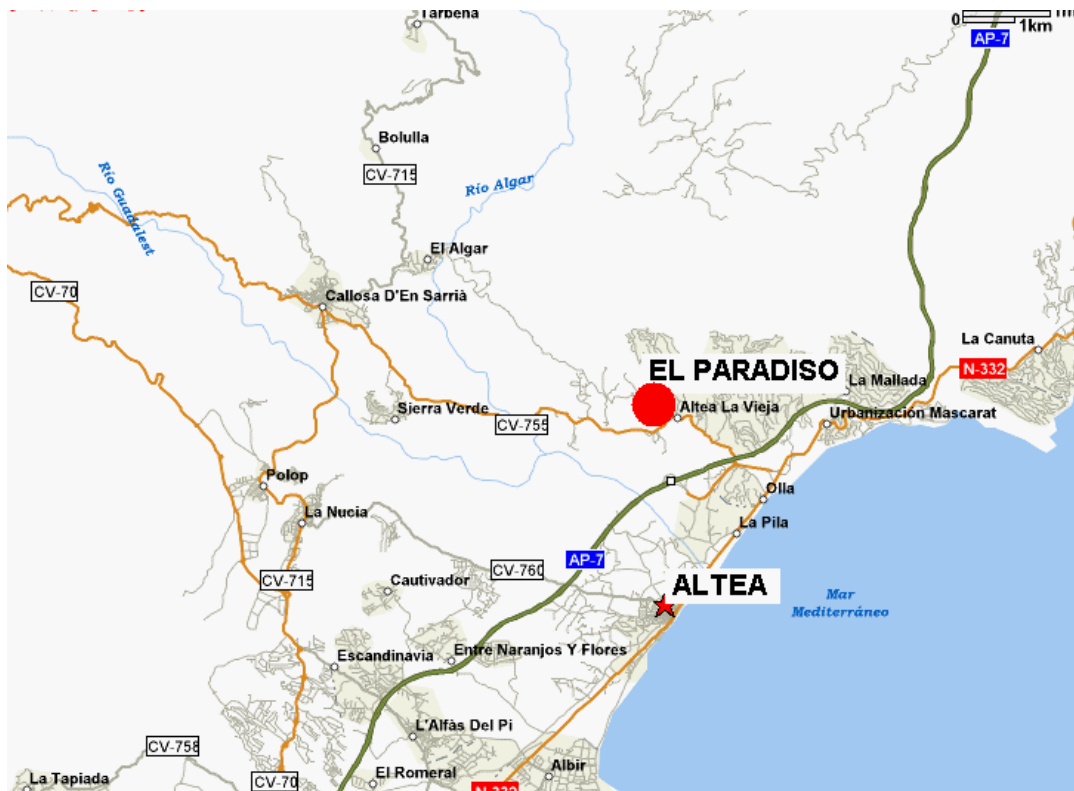 Tarbena
0
1km
AP-7
Bolulla
CV-715
Río Guadalest
Río Algar
El Algar
CV-70
Callosa D'En Sarrià
La Canuta
N-332
EL PARADISO
La Mallada
Sierra Verde
CV-755
Altea La Vieja
Urbanización Mascarat
Polop
Olla
La Nucia
La Pila
AP-7
CV-760
CV-715
Cautivador
ALTEA
Mar
Mediterráneo
Escandinavia
Entre Naranjos Y Flores
L'Alfàs Del Pi
CV-758
La Tapiada
CV-70
El Romeral
Albir
N-332